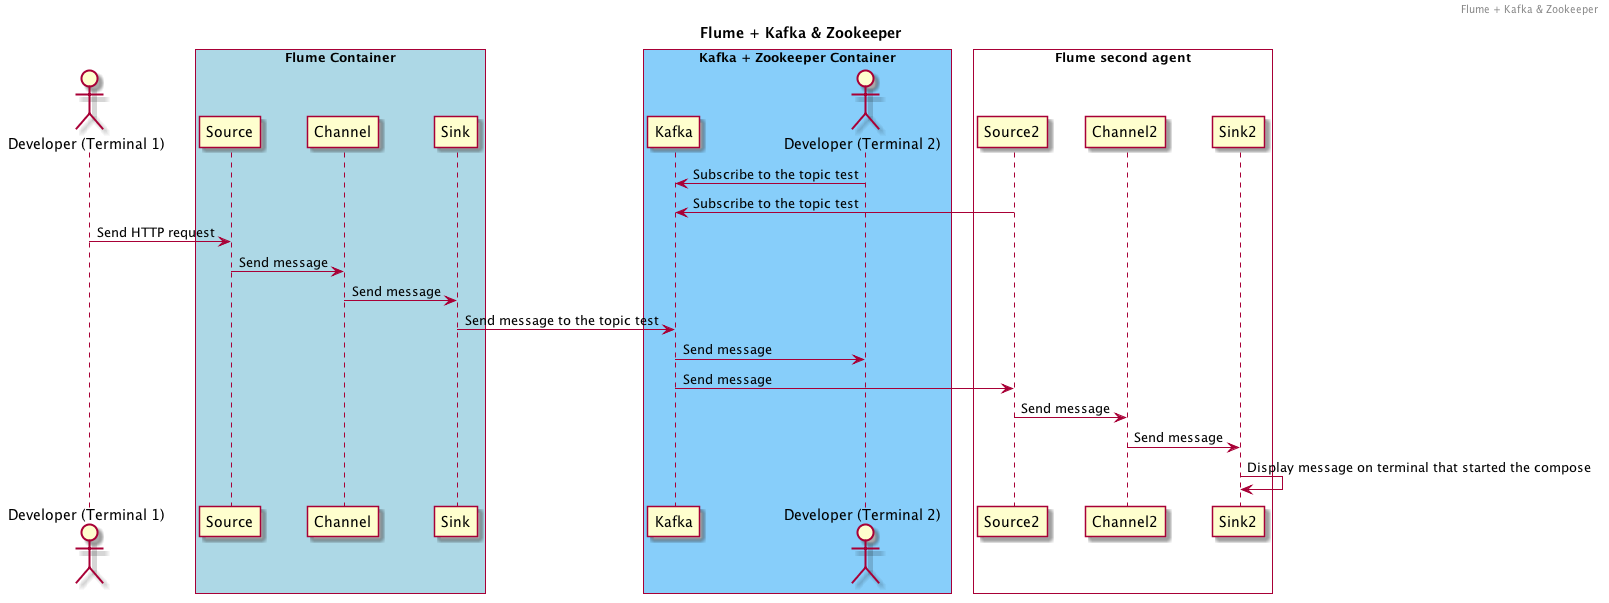 Flume + Kafka & Zookeeper
Flume + Kafka & Zookeeper
Flume Container
Kafka + Zookeeper Container
Flume second agent
Developer (Terminal 1)
Source
Channel
Sink
Kafka
Developer (Terminal 2)
Source2
Channel2
Sink2
Subscribe to the topic test
Subscribe to the topic test
Send HTTP request
Send message
Send message
Send message to the topic test
Send message
Send message
Send message
Send message
Display message on terminal that started the compose
Developer (Terminal 1)
Source
Channel
Sink
Kafka
Developer (Terminal 2)
Source2
Channel2
Sink2